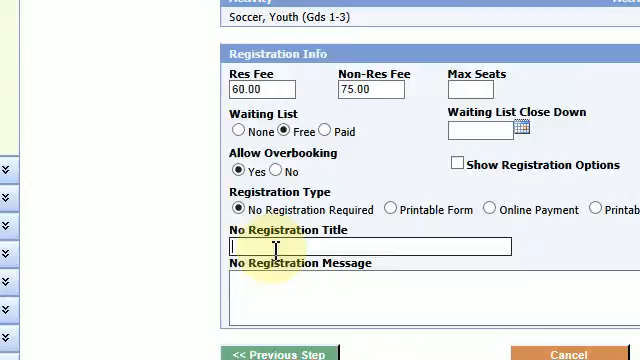 Soccer, Youth (Gds 1-3)
Registration Info
Res Fee Non-Res Fee Max Seats
60.00 75.00
Waiting List Waiting List Close Down
None Free Paid
Allow Overbooking
Yes No Show Registration Options
Registration Type
No Registration Required Printable Form Online Payment Printab
No Registration Title
No Registration Message
<< Previous Step Cancel